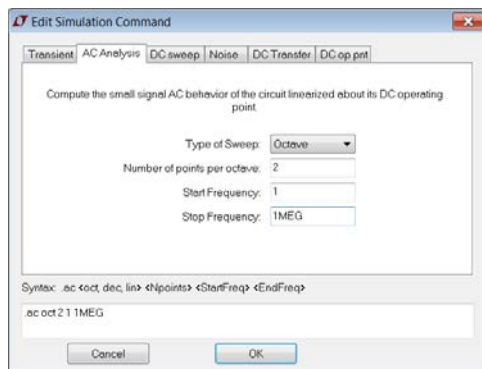 Edit Simulation Command
Transient AC Analysis DC sweep Noise DC Transfer DC op pnt
Compute the small signal AC behavior of the circuit linearized about its DC operating
point.
Type of Sweep: Octave
Number of points per octave: 2
Start Frequency: 1
Stop Frequency: 1MEG
Syntax: .ac <oct, dec, lin> <Npoints> <StartFreq> <EndFreq>
.ac oct 2 1 1MEG
Cancel OK